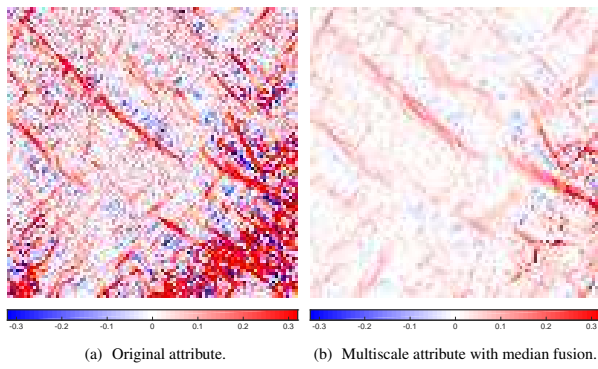 -0.3 -0.2 -0.1 0 0.1 0.2 0.3
-0.3 -0.2 -0.1 0 0.1 0.2 0.3
(a) Original attribute.
(b) Multiscale attribute with median fusion.